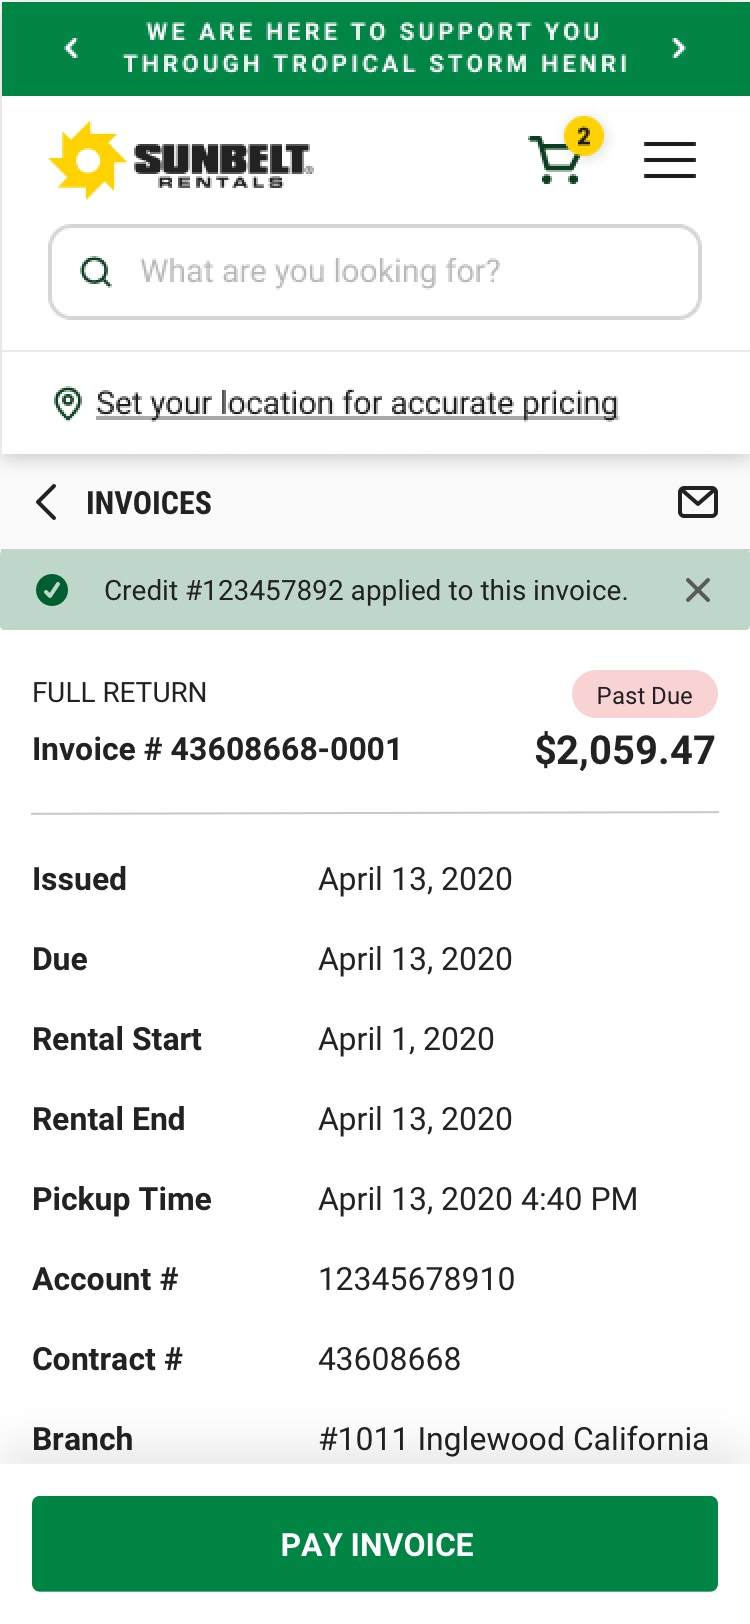 WE ARE HERE TO SUPPORT YOU
THROUGH TROPICAL STORM HENRI
SUNBELT®
RENTALS
2
What are you looking for?
Set your location for accurate pricing
INVOICES
Credit #123457892 applied to this invoice.
FULL RETURN
Past Due
Invoice # 43608668-0001
$2,059.47
Issued April 13, 2020
Due April 13, 2020
Rental Start April 1, 2020
Rental End April 13, 2020
Pickup Time April 13, 2020 4:40 PM
Account # 12345678910
Contract # 43608668
Branch #1011 Inglewood California
PAY INVOICE